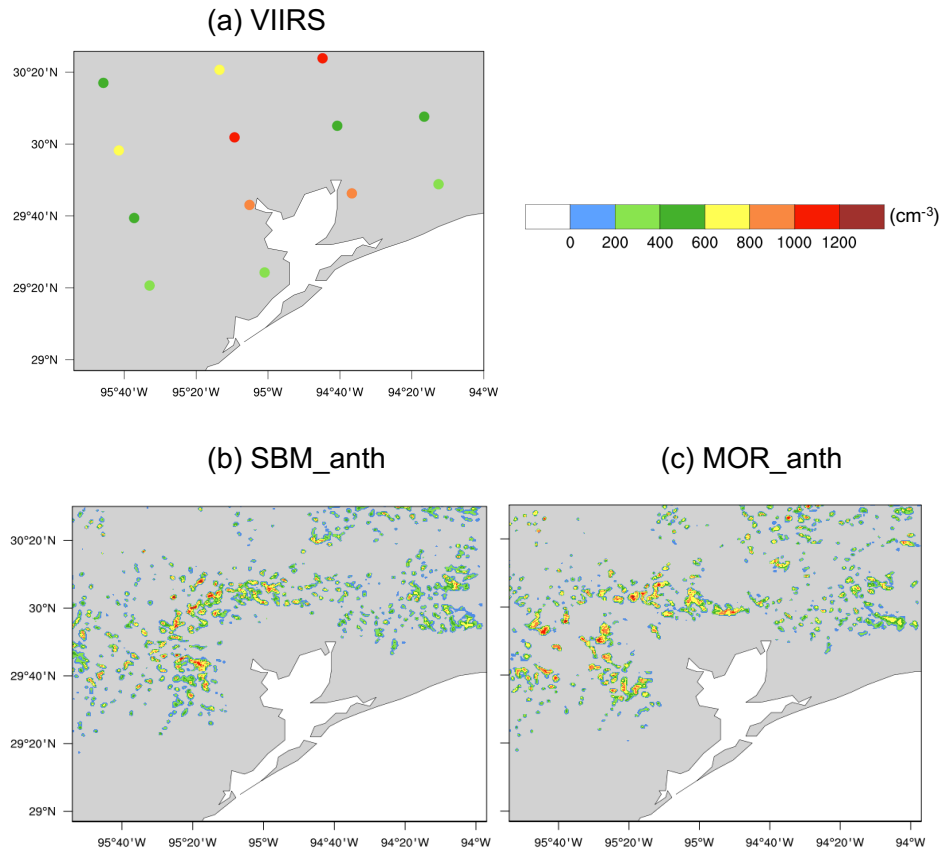 (a) VIIRS
30°20'N
30°N
29°40'N
29°20'N
29°N
95°40'W 95°20'W 95°W 94°40'W 94°20'W 94°W
(cm-3)
0 200 400 600 800 1000 1200
(b) SBM_anth
30°20'N
30°N
29°40'N
29°20'N
29°N
95°40'W 95°20'W 95°W 94°40'W 94°20'W 94°W
(c) MOR_anth
95°40'W 95°20'W 95°W 94°40'W 94°20'W 94°W